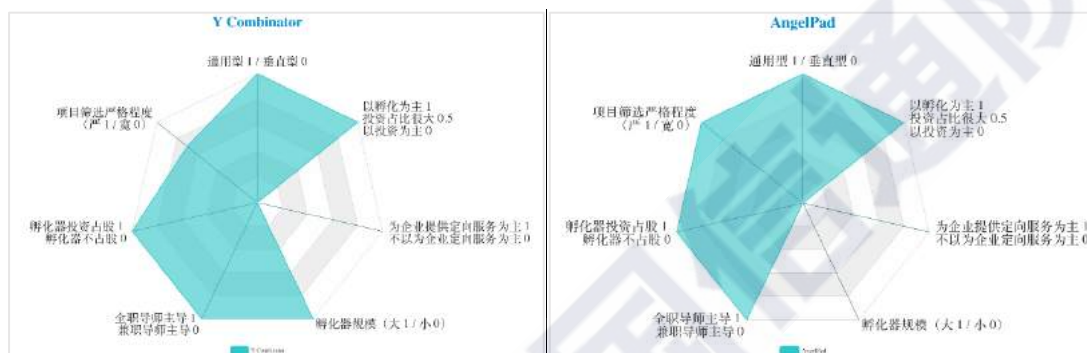 Y Combinator
通用型 1 / 垂直型 0
项目筛选严格程度
（严 1 / 宽 0）
以孵化为主 1
投资占比很大 0.5
以投资为主 0
孵化器投资占股 1
孵化器不占股 0
为企业提供定向服务为主 1
不以为企业定向服务为主 0
全职导师主导 1
兼职导师主导 0
孵化器规模（大 1 / 小 0）
Y Combinator
AngelPad
通用型 1 / 垂直型 0
项目筛选严格程度
（严 1 / 宽 0）
以孵化为主 1
投资占比很大 0.5
以投资为主 0
孵化器投资占股 1
孵化器不占股 0
为企业提供定向服务为主 1
不以为企业定向服务为主 0
全职导师主导 1
兼职导师主导 0
孵化器规模（大 1 / 小 0）
AngelPad
国信通院